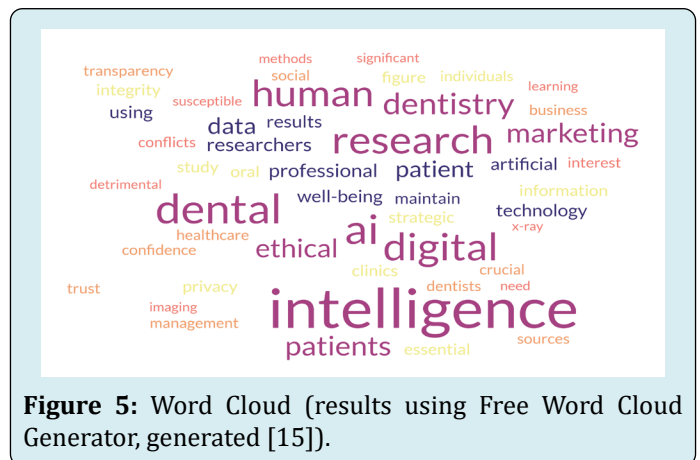 methods significant
transparency social figure individuals
integrity human learning
using susceptible dentistry business
data results
conflicts researchers research marketing
study oral professional patient artificial interest
detrimental well-being maintain information
dental strategic technology
healthcare ai x-ray
confidence ethical digital
clinics crucial
trust privacy dentists need
imaging intelligence
management sources
patients essential
Figure 5: Word Cloud (results using Free Word Cloud
Generator, generated [15]).